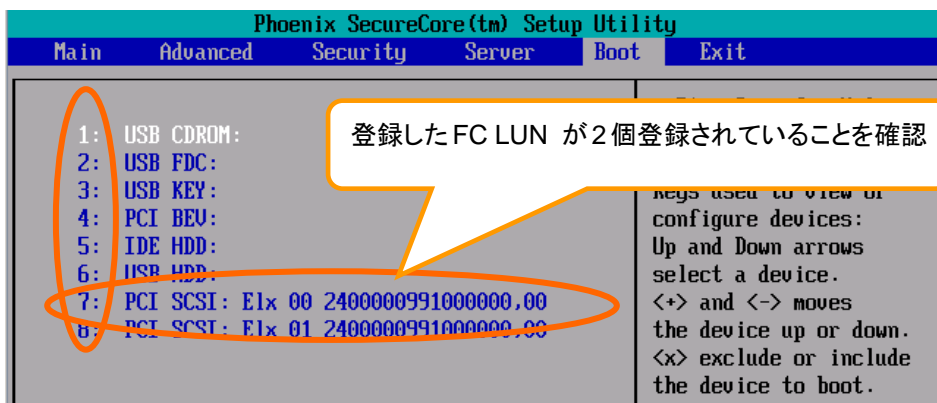 Phoenix SecureCore(tm) Setup Utility
Main Advanced Security Server Boot Exit
登録したFC LUN が2個登録されていることを確認
1: USB CDROM:
2: USB FDC:
3: USB KEY:
4: PCI BEV:
5: IDE HDD:
6: USB HDD:
7: PCI SCSI: Elx 00 2400000991000000,00
8: PCI SCSI: Elx 01 2400000991000000,00
Keys used to view or
configure devices:
Up and Down arrows
select a device.
<+> and <-> moves
the device up or down.
<x> exclude or include
the device to boot.